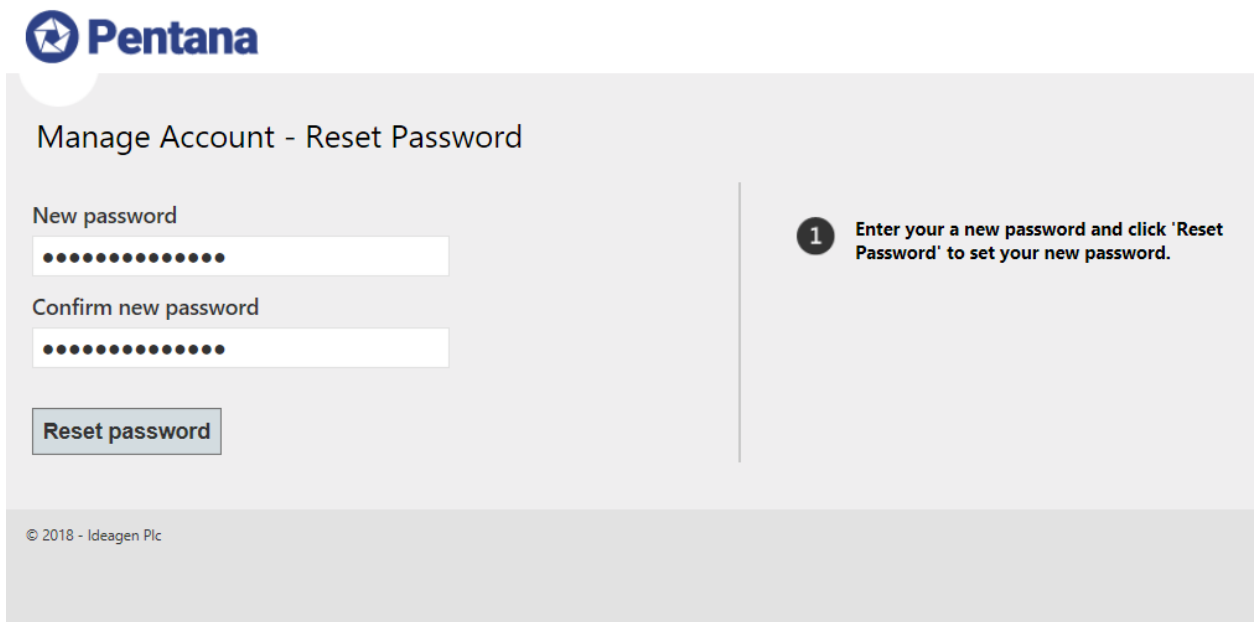 Pentana
Manage Account - Reset Password
New password
••••••••••••••
Confirm new password
••••••••••••••
Reset password
1
Enter your a new password and click 'Reset
Password' to set your new password.
© 2018 - Ideagen Plc